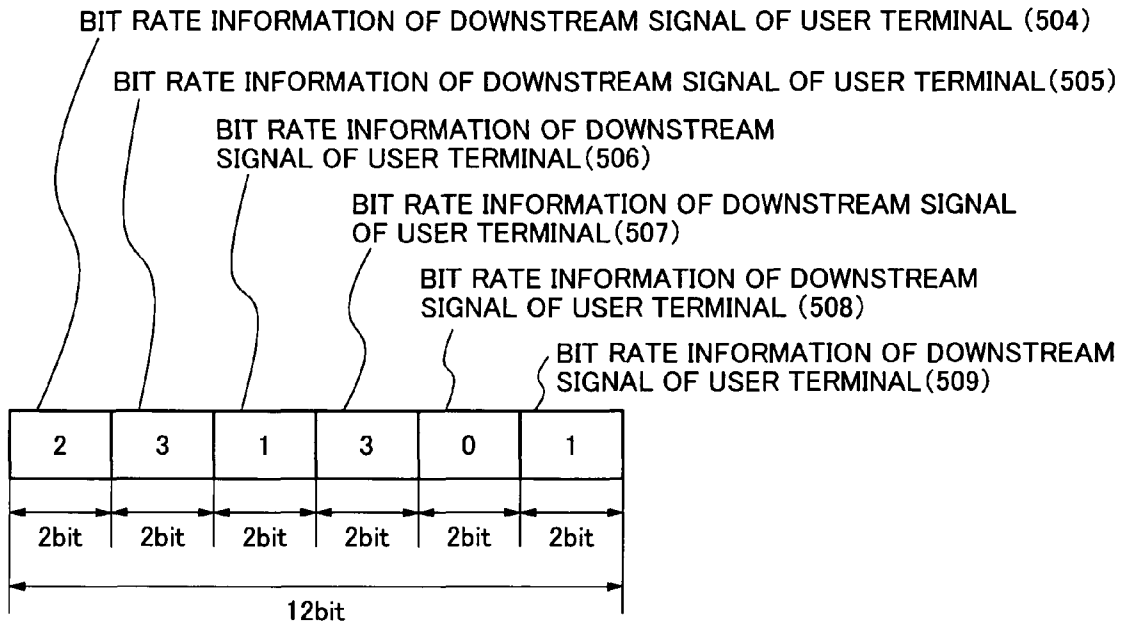 BIT RATE INFORMATION OF DOWNSTREAM SIGNAL OF USER TERMINAL (504)
BIT RATE INFORMATION OF DOWNSTREAM SIGNAL OF USER TERMINAL(505)
BIT RATE INFORMATION OF DOWNSTREAM
SIGNAL OF USER TERMINAL(506)
BIT RATE INFORMATION OF DOWNSTREAM SIGNAL
OF USER TERMINAL(507)
BIT RATE INFORMATION OF DOWNSTREAM
SIGNAL OF USER TERMINAL (508)
BIT RATE INFORMATION OF DOWNSTREAM
SIGNAL OF USER TERMINAL(509)
2 3 1 3 0 1
2bit 2bit 2bit 2bit 2bit 2bit
12bit